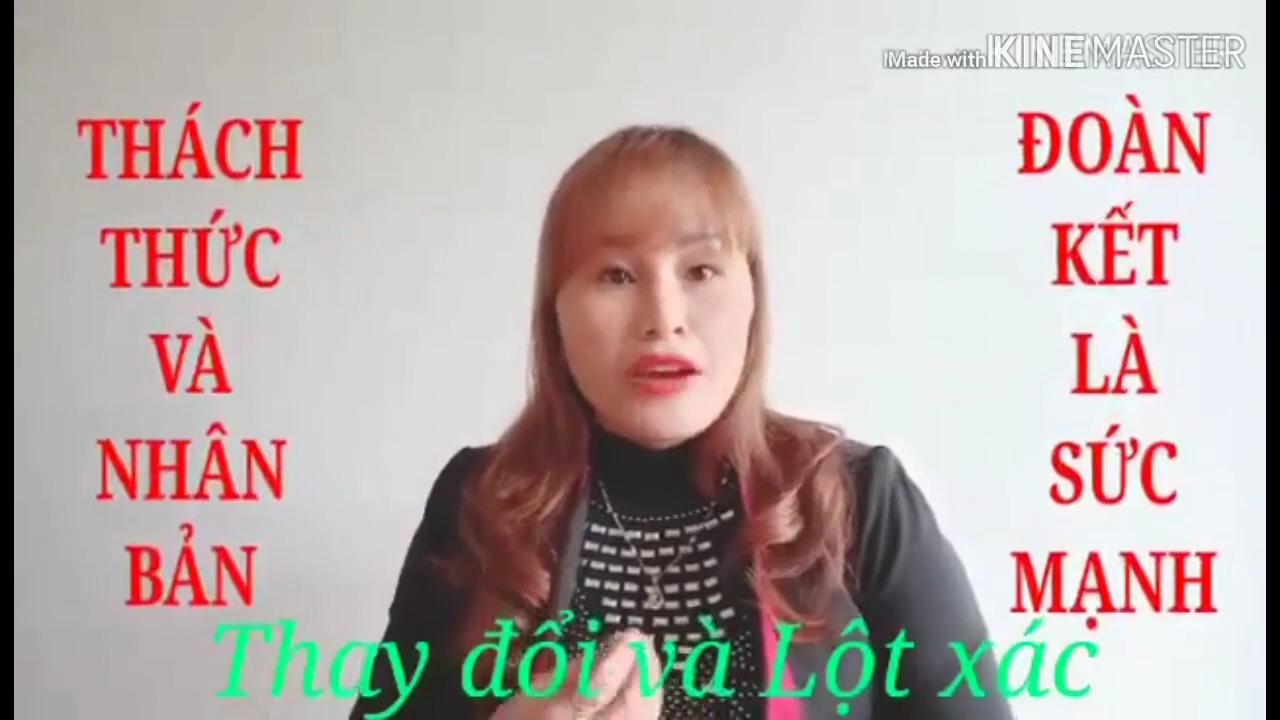 Made with KINEMASTER
THÁCH
THỨC
VÀ
NHÂN
BẢN
ĐOÀN
KẾT
LÀ
SỨC
MẠNH
Thay đổi và Lột xác